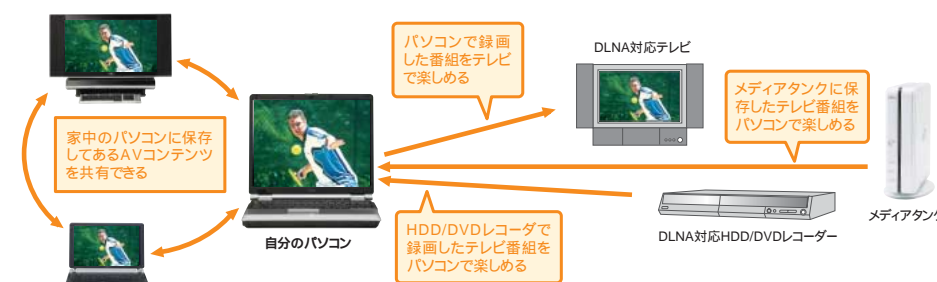 パソコンで録画
した番組をテレビ
で楽しめる
DLNA対応テレビ
メディアタンクに保
存したテレビ番組を
パソコンで楽しめる
家中のパソコンに保存
してあるAVコンテンツ
を共有できる
自分のパソコン
HDD/DVDレコーダで
録画したテレビ番組を
パソコンで楽しめる
DLNA対応HDD/DVDレコーダー
メディアタンク